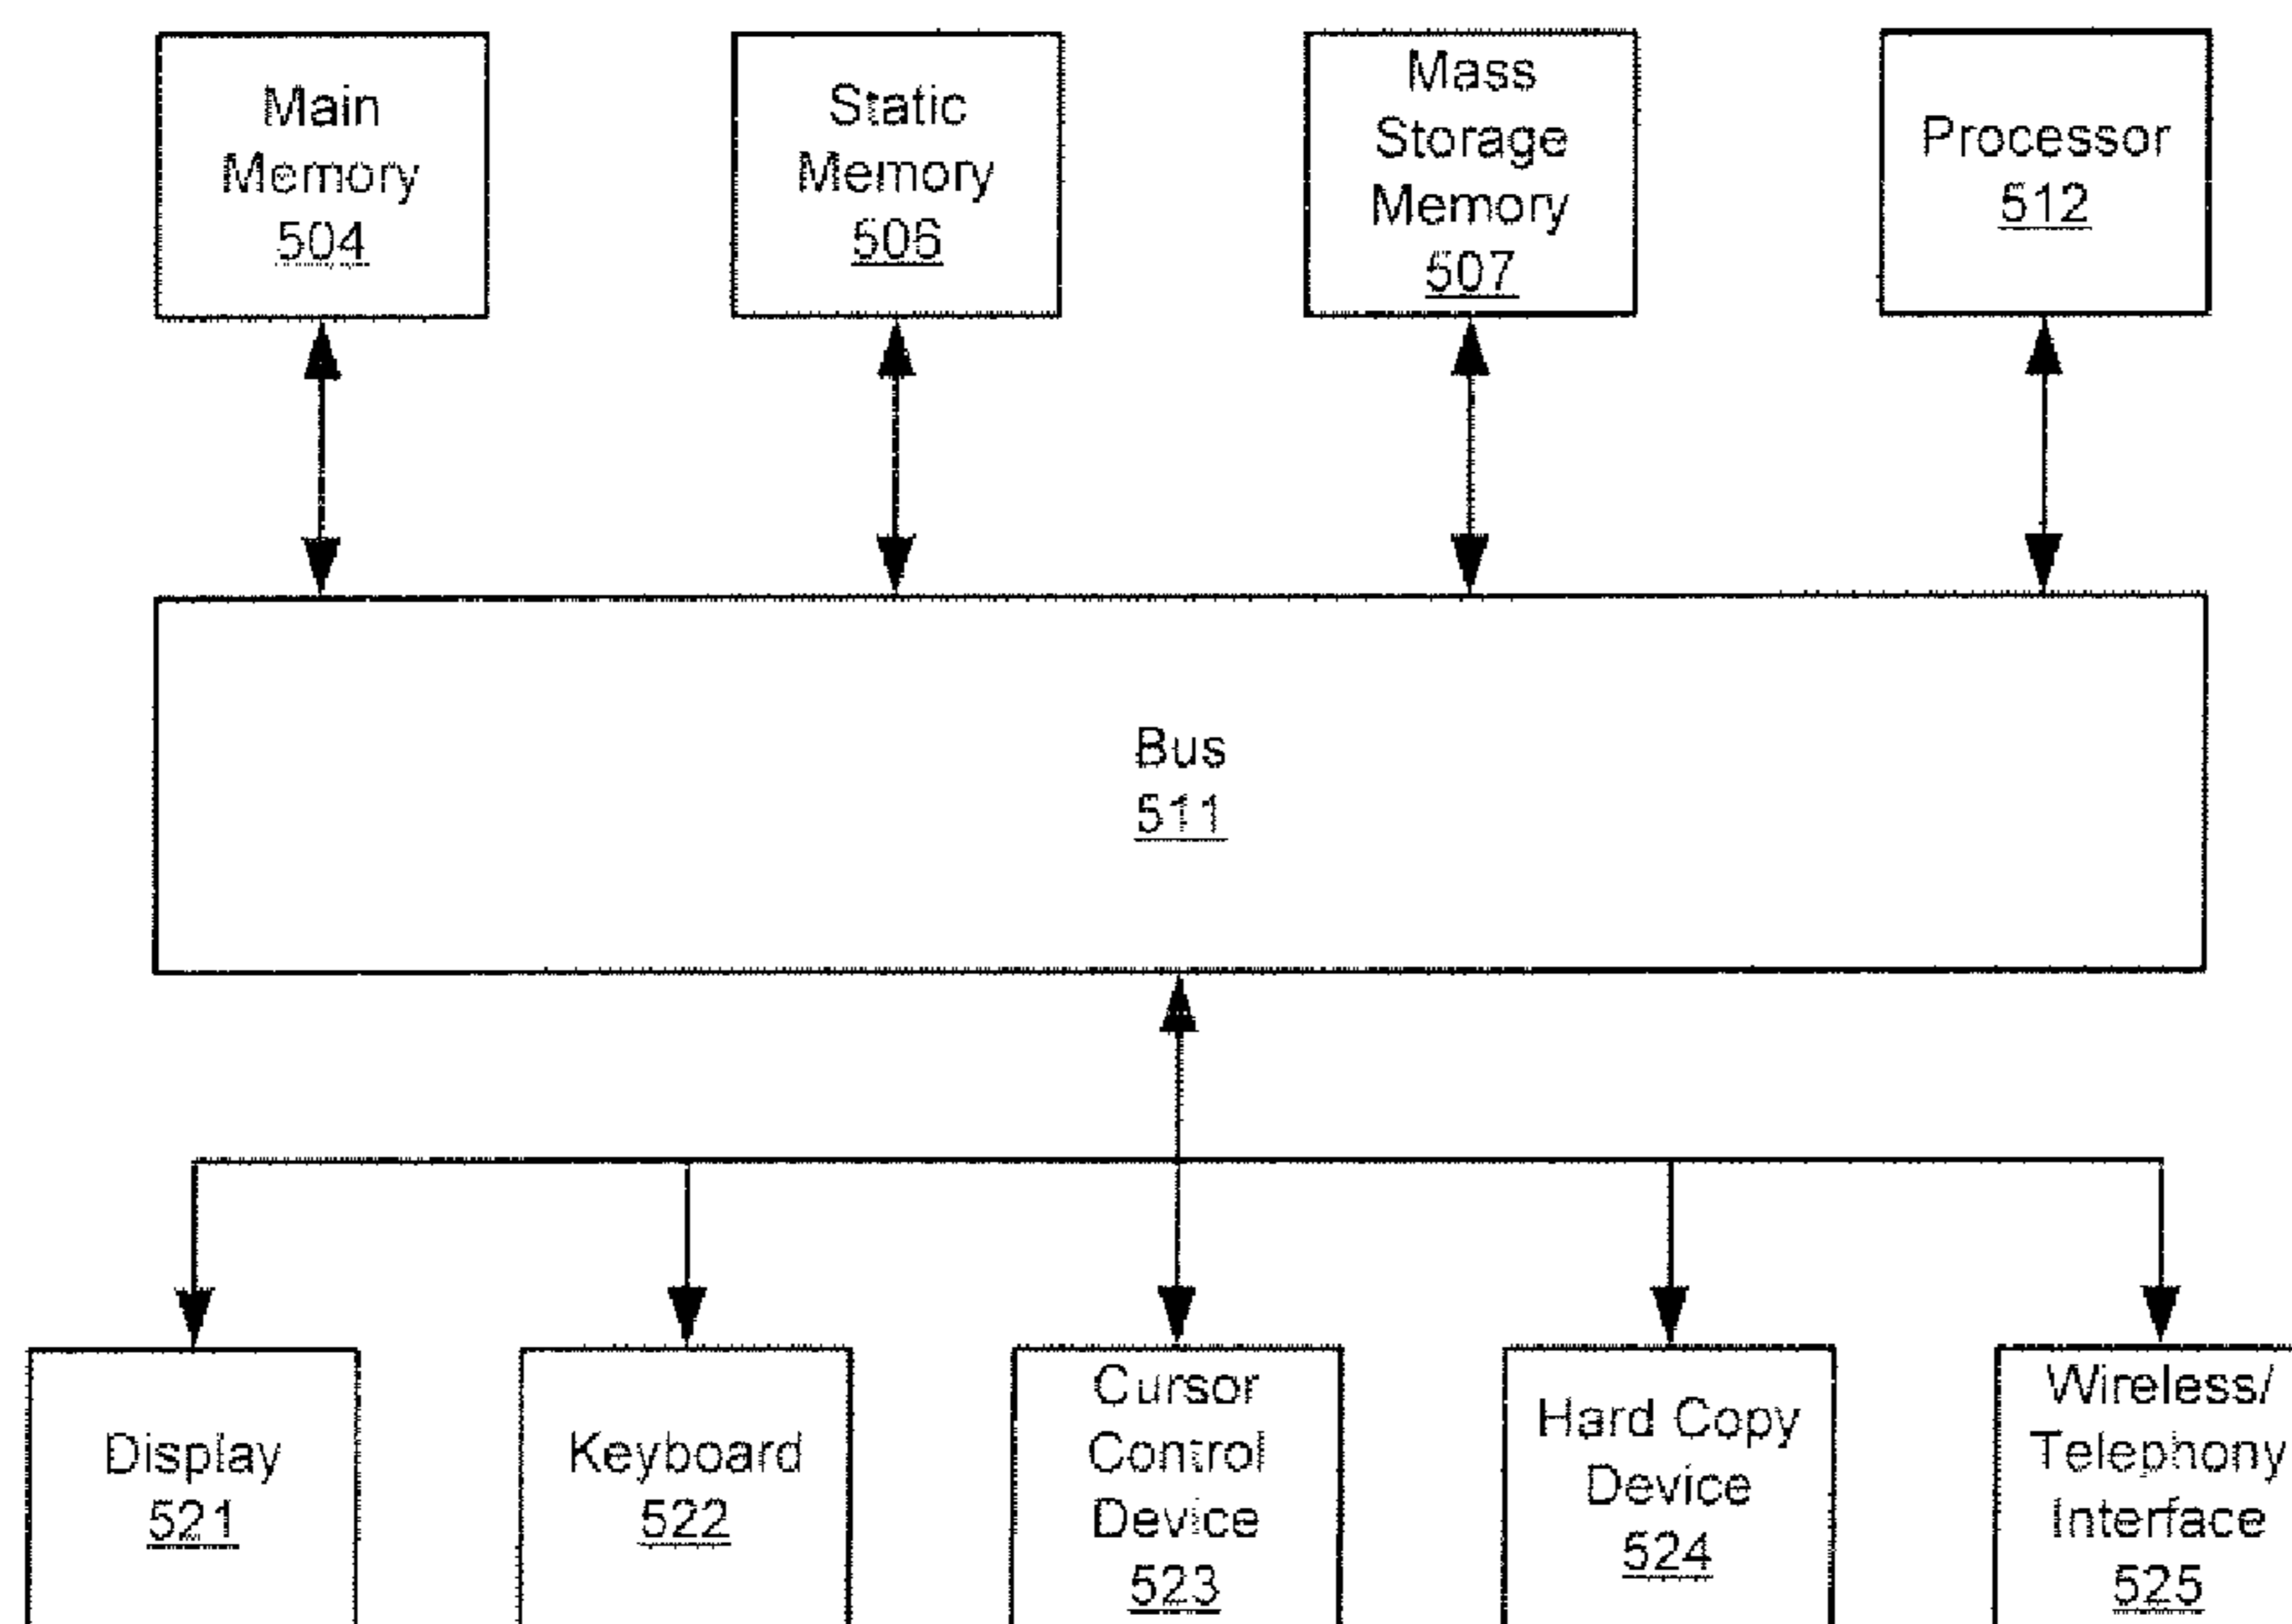 Main
Memory
504
Static
Memory
506
Mass
Storage
Memory
507
Processor
512
Bus
511
Display
521
Keyboard
522
Cursor
Control
Device
523
Hard Copy
Device
524
Wireless/
Telephony
Interface
525